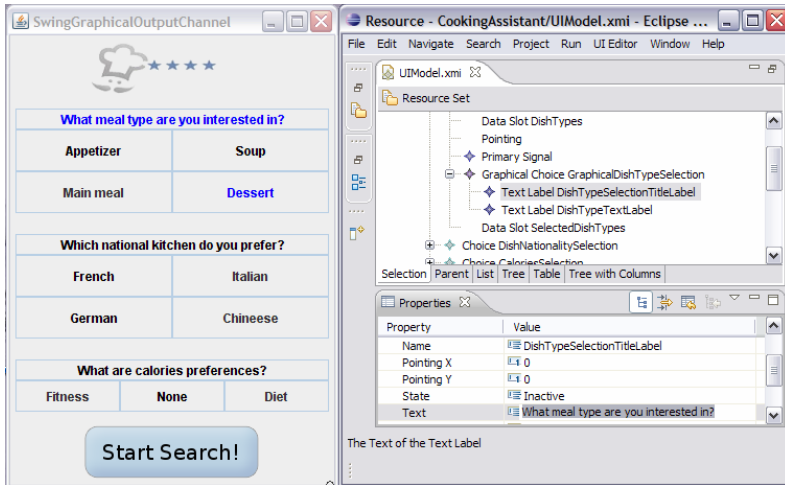 SwingGraphicalOutputChannel
What meal type are you interested in?
Appetizer Soup
Main meal Dessert
Which national kitchen do you prefer?
French Italian
German Chineese
What are calories preferences?
Fitness None Diet
Start Search!
Resource - CookingAssistant/UIModel.xmi - Eclipse ...
File Edit Navigate Search Project Run UI Editor Window Help
UIModel.xmi
Resource Set
Data Slot DishTypes
Pointing
Primary Signal
Graphical Choice GraphicalDishTypeSelection
Text Label DishTypeSelectionTitleLabel
Text Label DishTypeTextLabel
Data Slot SelectedDishTypes
Choice DishNationalitySelection
Choice CaloriesSelection
Selection Parent List Tree Table Tree with Columns
Properties
Property Value
Name DishTypeSelectionTitleLabel
Pointing X 0
Pointing Y 0
State Inactive
Text What meal type are you interested in?
The Text of the Text Label